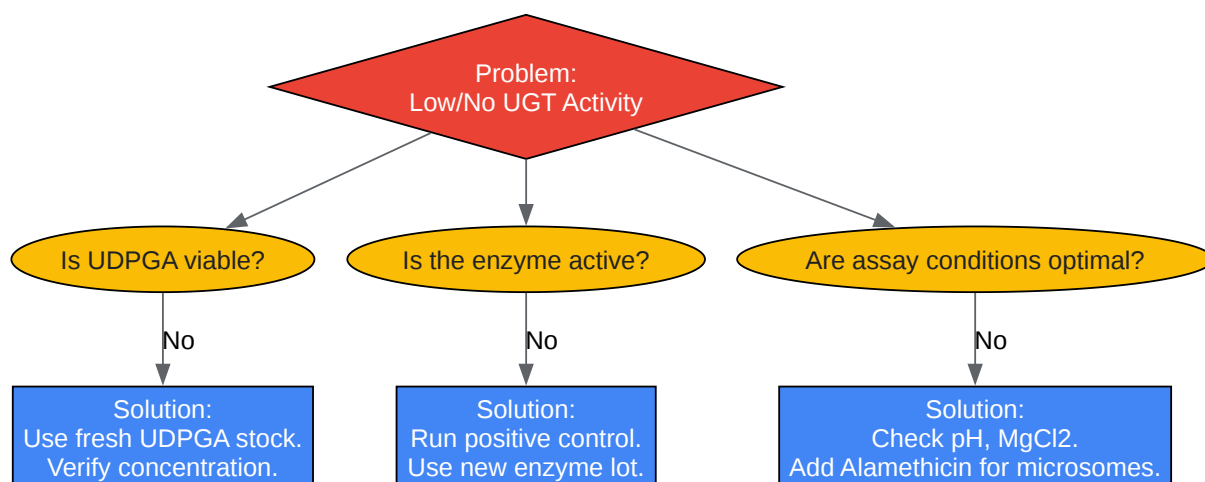 Problem:
Low/No UGT Activity
Is UDPGA viable?
Is the enzyme active?
Are assay conditions optimal?
No
No
No
Solution:
Use fresh UDPGA stock.
Verify concentration.
Solution:
Run positive control.
Use new enzyme lot.
Solution:
Check pH, MgCl2.
Add Alamethicin for microsomes.